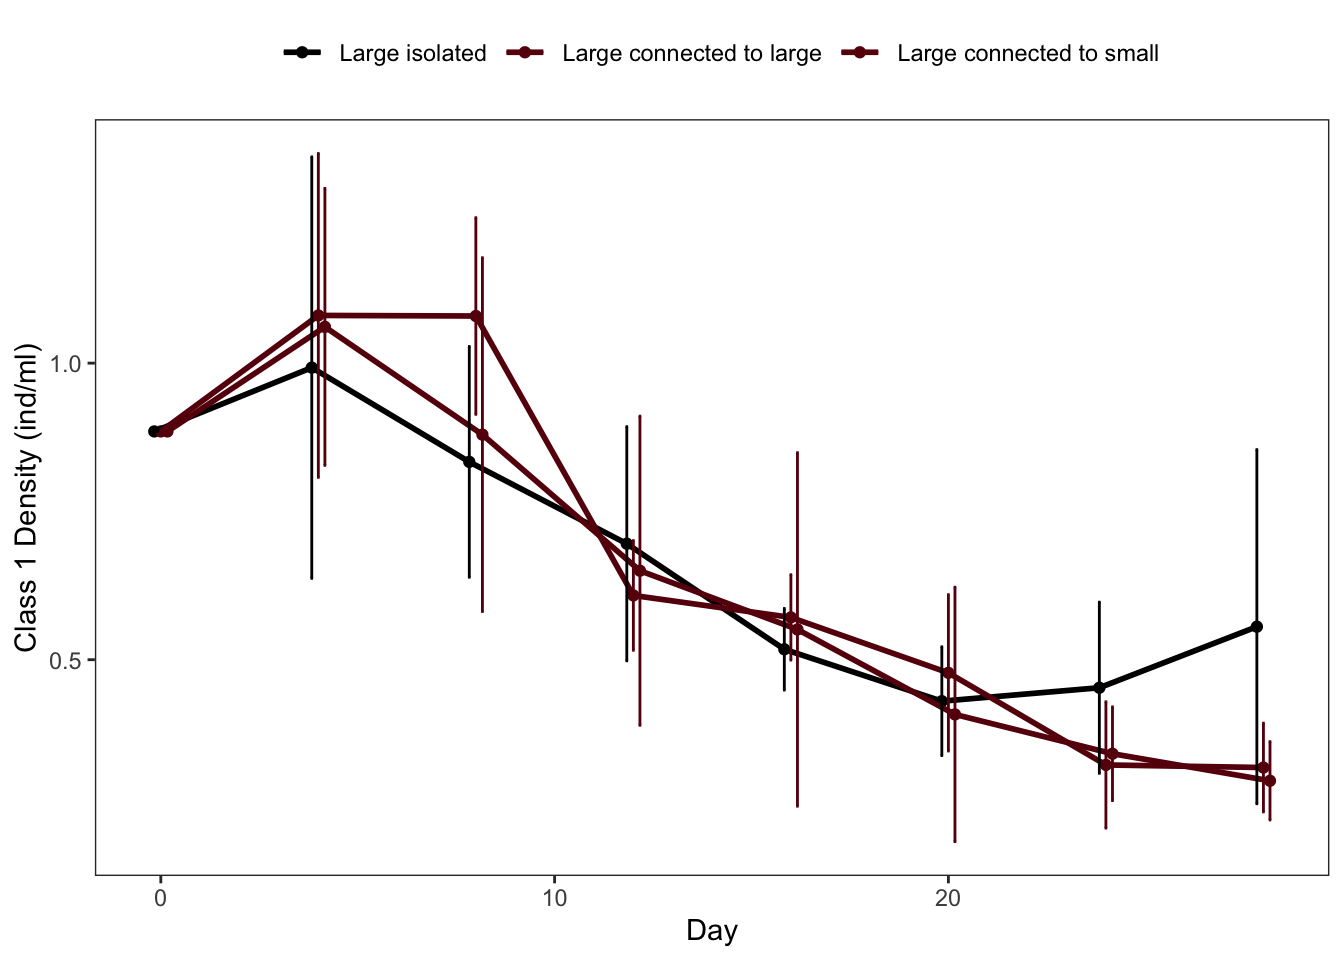 Large isolated Large connected to large Large connected to small
Class 1 Density (ind/ml)
1.0
0.5
0 10 20
Day